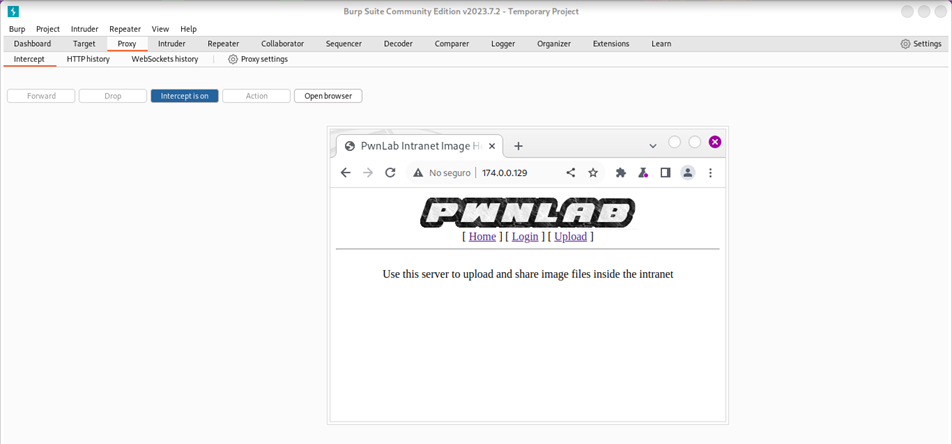 Burp Suite Community Edition v2023.7.2 - Temporary Project
Burp Project Intruder Repeater View Help
Dashboard Target Proxy Intruder Repeater Collaborator Sequencer Decoder Comparer Logger Organizer Extensions Learn Settings
Intercept HTTP history WebSockets history Proxy settings
Forward Drop Intercept is on Action Open browser
PwnLab Intranet Image
No seguro 174.0.0.129
PWNLAB
[ Home ] [ Login ] [ Upload ]
Use this server to upload and share image files inside the intranet